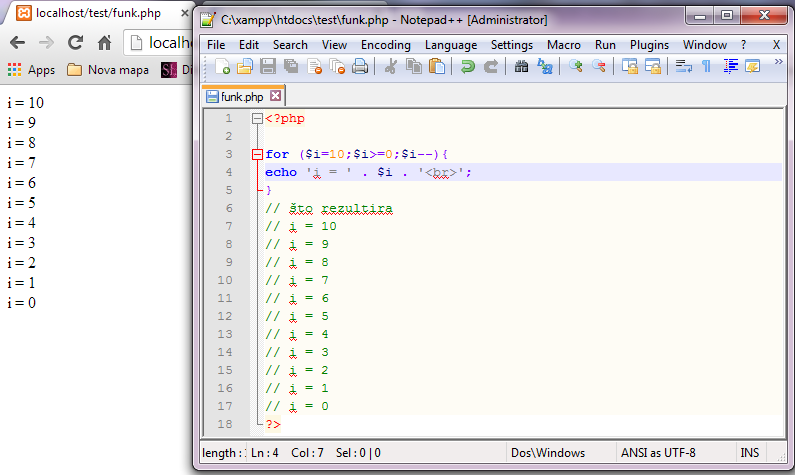 localhost/test/funk.php
localho
Apps
Nova mapa
i = 10
i = 9
i = 8
i = 7
i = 6
i = 5
i = 4
i = 3
i = 2
i = 1
i = 0
C:\xampp\htdocs\test\funk.php - Notepad++ [Administrator]
File Edit Search View Encoding Language Settings Macro Run Plugins Window ? X
funk.php
1 <?php
2
3 for ($i=10;$i>=0;$i--){
4 echo 'i = ' . $i . '<br>';
5 }
6 // što rezultira
7 // i = 10
8 // i = 9
9 // i = 8
10 // i = 7
11 // i = 6
12 // i = 5
13 // i = 4
14 // i = 3
15 // i = 2
16 // i = 1
17 // i = 0
18 ?>
length : Ln : 4 Col : 7 Sel : 0 | 0 Dos\Windows ANSI as UTF-8 INS